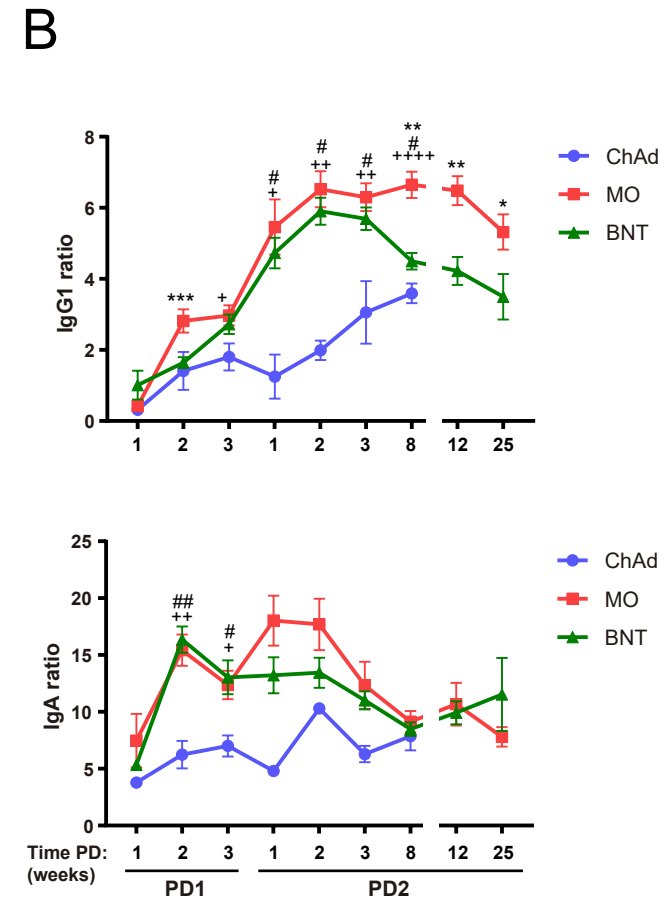 B
8
6
4
2
0
IgG1 ratio
***
+
#
+
#
++
#
++
**
#
++++
**
*
ChAd
MO
BNT
1 2 3 1 2 3 8 12 25
25
20
15
10
5
0
IgA ratio
##
++
#
+
ChAd
MO
BNT
Time PD: 1 2 3 1 2 3 8 12 25
(weeks)
PD1 PD2